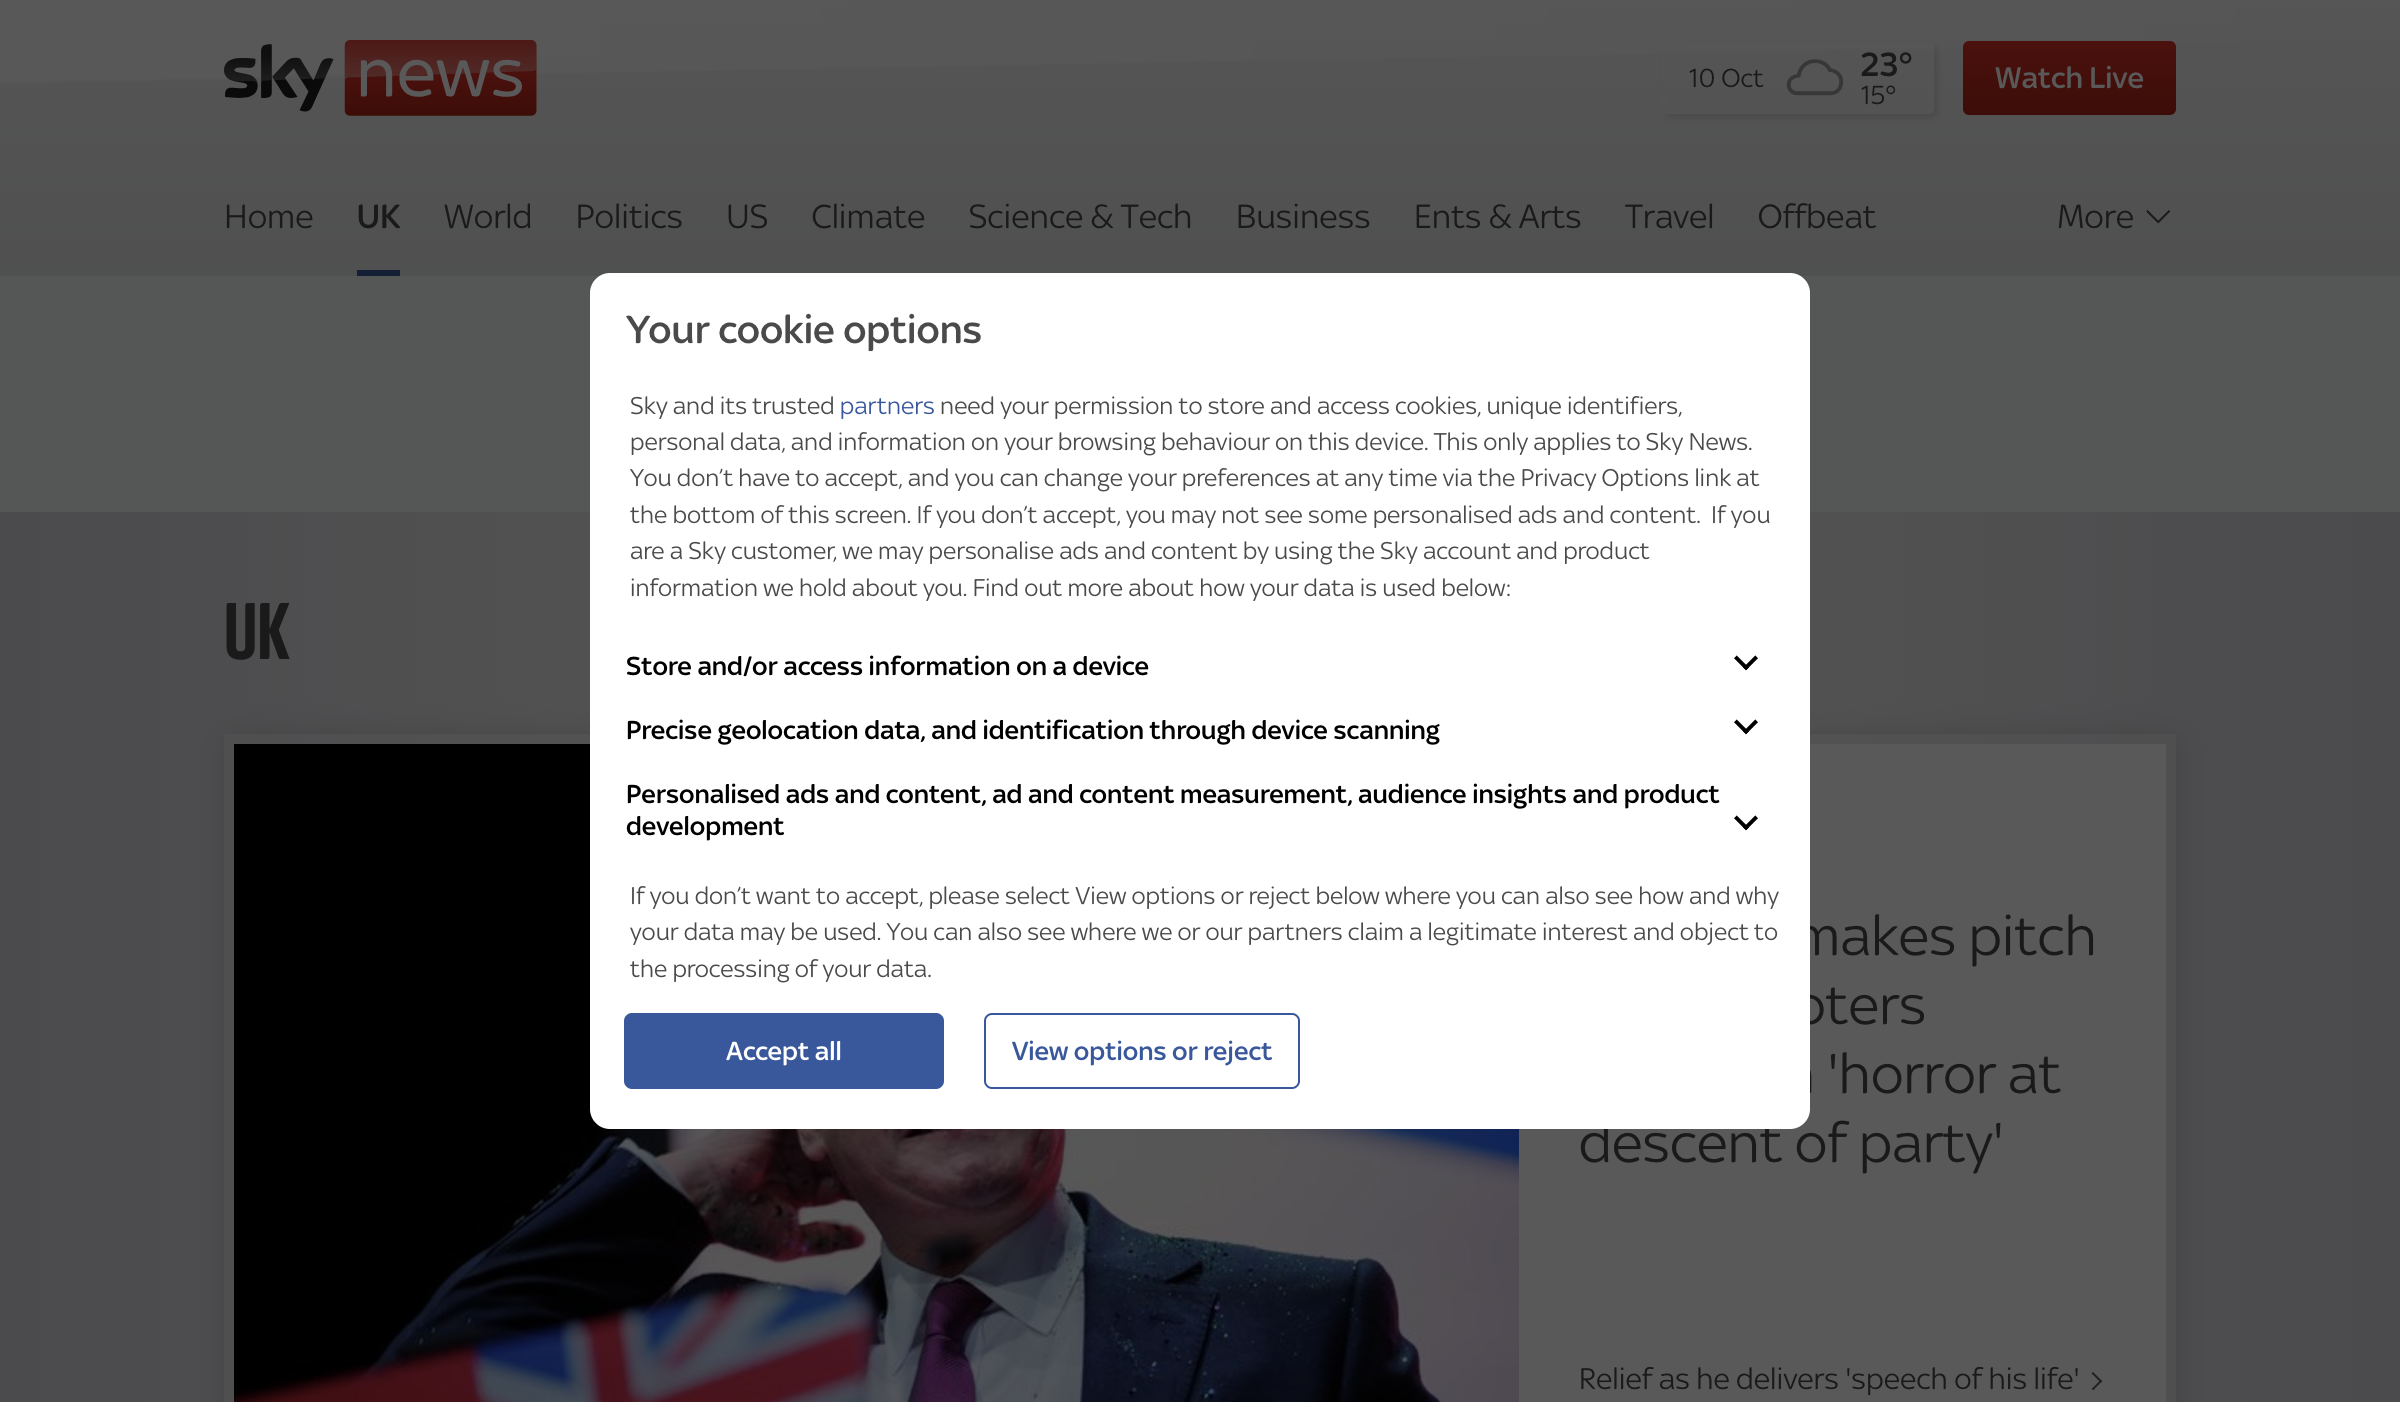 sky news
10 Oct
23°
15°
Watch Live
Home UK World Politics US Climate Science & Tech Business Ents & Arts Travel Offbeat More
Your cookie options
Sky and its trusted partners need your permission to store and access cookies, unique identifiers,
personal data, and information on your browsing behaviour on this device. This only applies to Sky News.
You don’t have to accept, and you can change your preferences at any time via the Privacy Options link at
the bottom of this screen. If you don’t accept, you may not see some personalised ads and content. If you
are a Sky customer, we may personalise ads and content by using the Sky account and product
information we hold about you. Find out more about how your data is used below:
Store and/or access information on a device
Precise geolocation data, and identification through device scanning
Personalised ads and content, ad and content measurement, audience insights and product
development
If you don’t want to accept, please select View options or reject below where you can also see how and why
your data may be used. You can also see where we or our partners claim a legitimate interest and object to
the processing of your data.
Accept all
View options or reject
UK
makes pitch
'horror at
descent of party'
Relief as he delivers 'speech of his life'